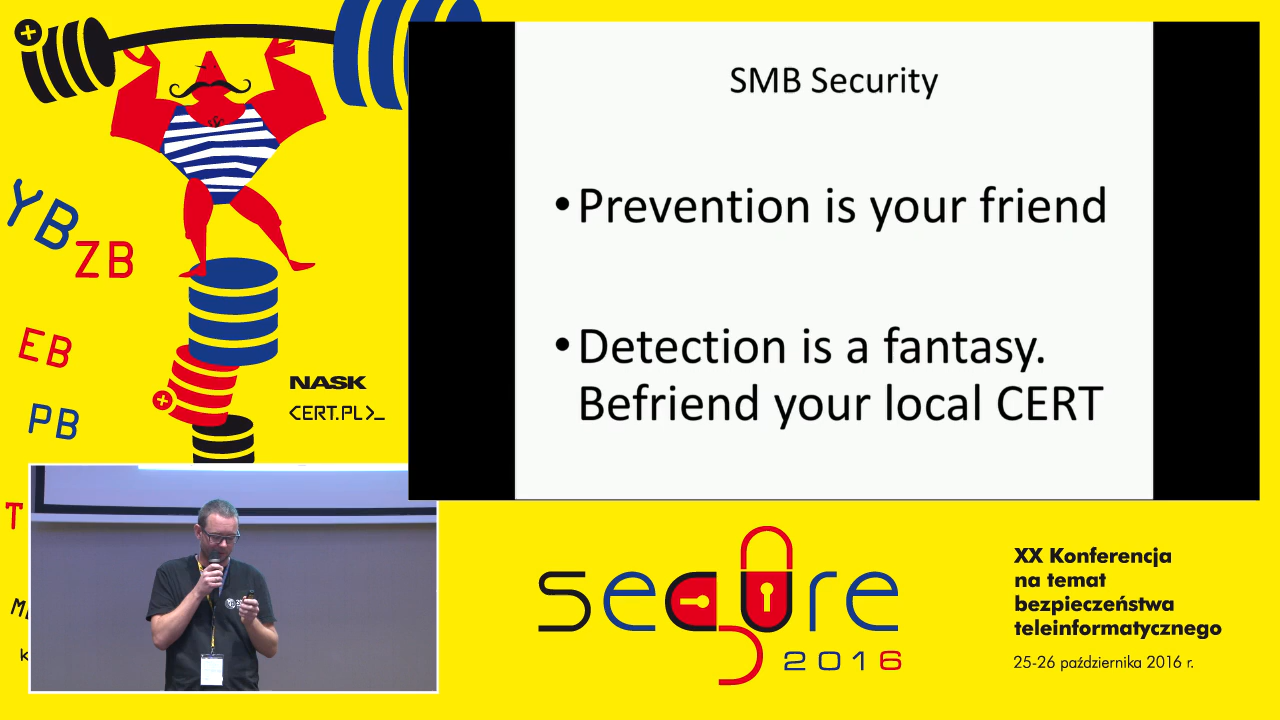 SMB Security
•Prevention is your friend
•Detection is a fantasy.
Befriend your local CERT
YB
ZB
EB
PB
T
NASK
<CERT.PL>_
secure
2016
XX Konferencja
na temat
bezpieczeństwa
teleinformatycznego
25-26 października 2016 r.